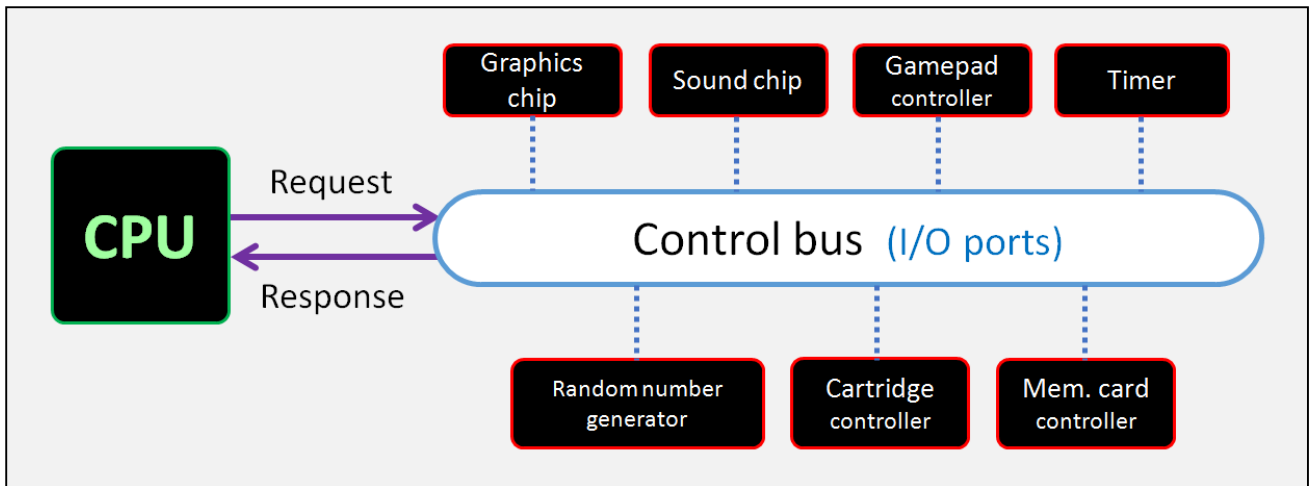 Graphics
chip
Sound chip
Gamepad
controller
Timer
CPU
Request
Response
Control bus (I/O ports)
Random number
generator
Cartridge
controller
Mem. card
controller